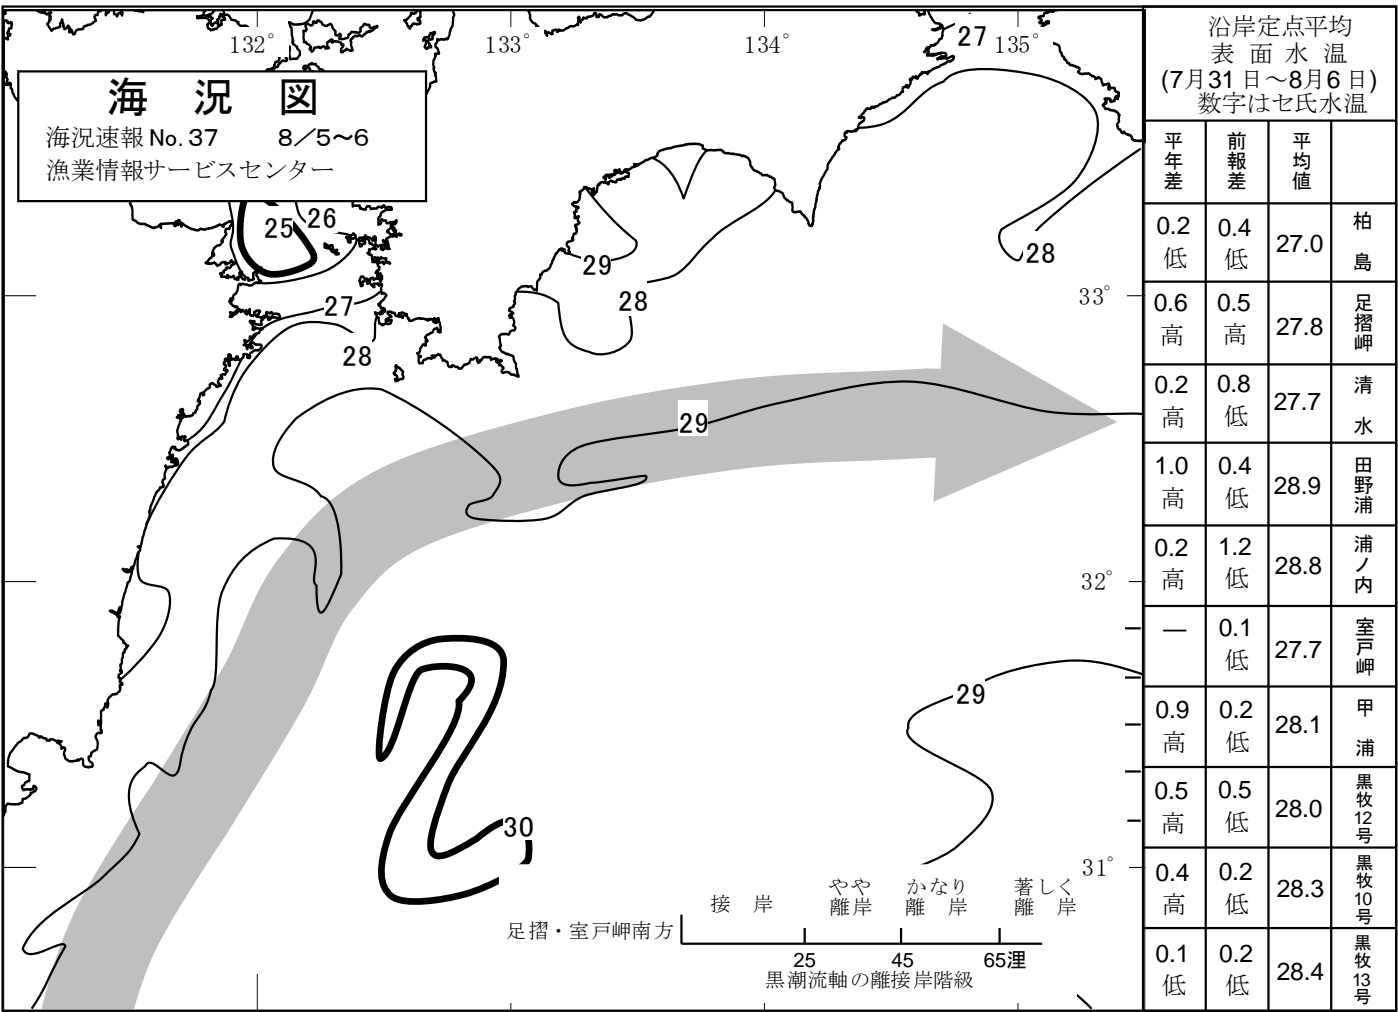 132°
133°
134°
135°
海況図
海況速報 No. 37 8/5~6
漁業情報サービスセンター
25
26
27
28
29
28
27
28
33°
29
32°
29
30
31°
接岸 やや離岸 かなり離岸 著しく離岸
足摺・室戸岬南方
25 45 65浬
黒潮流軸の離接岸階級
沿岸定点平均
表面水温
(7月31日~8月6日)
数字はセ氏水温
平年差 前報差 平均値
0.2低 0.4低 27.0 柏島
0.6高 0.5高 27.8 足摺岬
0.2高 0.8低 27.7 清水
1.0高 0.4低 28.9 田野浦
0.2高 1.2低 28.8 浦ノ内
― 0.1低 27.7 室戸岬
0.9高 0.2低 28.1 甲浦
0.5高 0.5低 28.0 黒牧12号
0.4高 0.2低 28.3 黒牧10号
0.1低 0.2低 28.4 黒牧13号